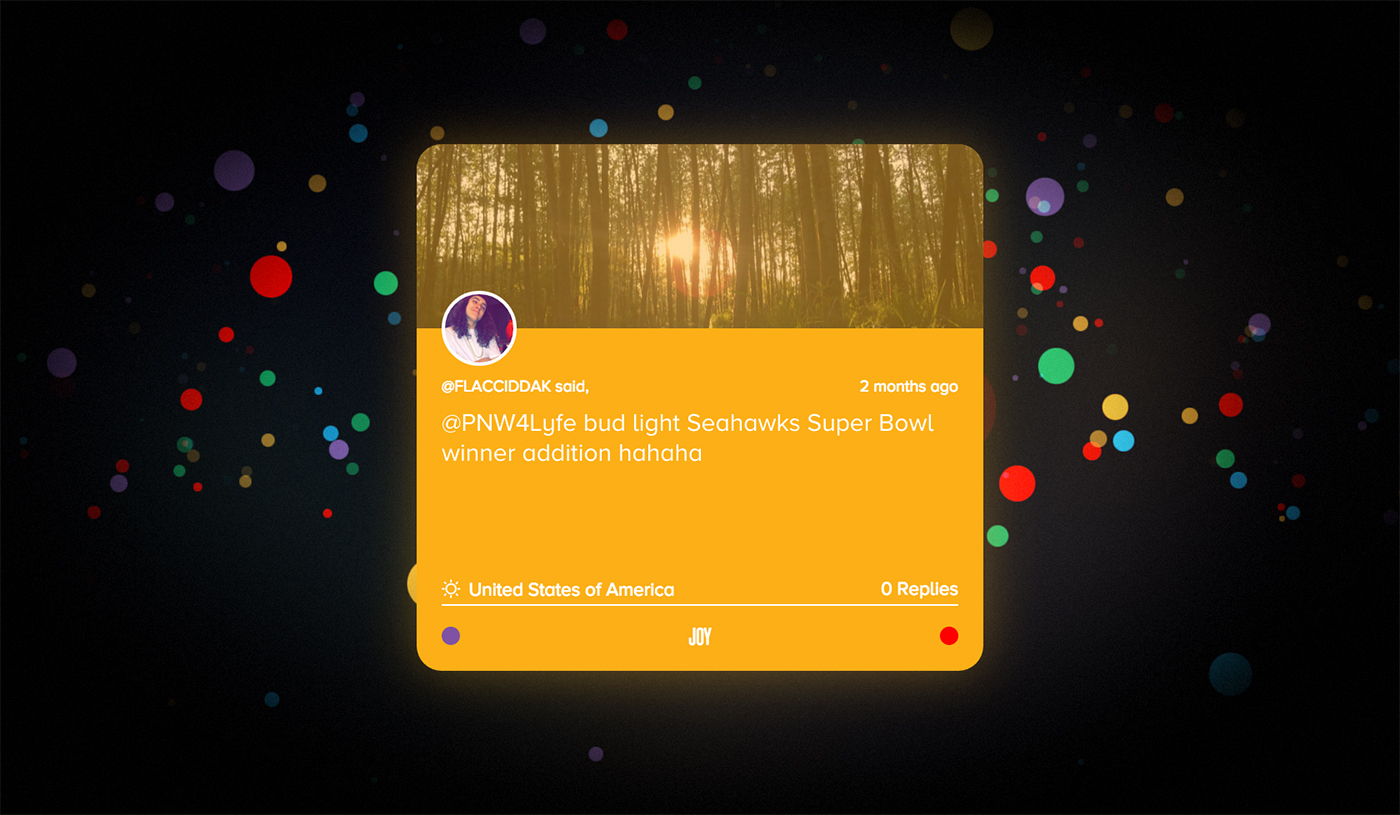 @FLACCIDDAK said, 2 months ago
@PNW4Lyfe bud light Seahawks Super Bowl
winner addition hahaha
United States of America 0 Replies
JOY